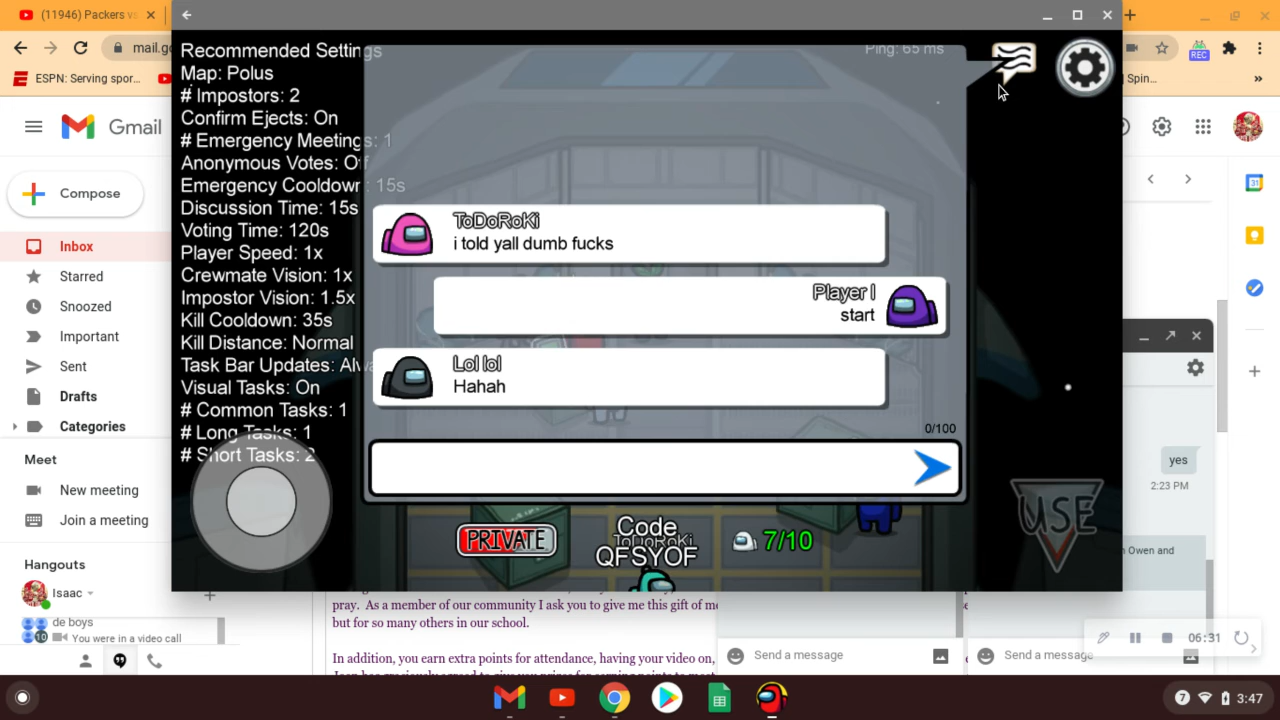 (11946) Packers vs
mail.go
ESPN: Serving spor...
REC
Spin...
»
Gmail
Compose
Inbox
Starred
Snoozed
Important
Sent
Drafts
Categories
Meet
New meeting
Join a meeting
Hangouts
Isaac
de boys
10
You were in a video call
Recommended Settings
Map: Polus
# Impostors: 2
Confirm Ejects: On
# Emergency Meetings: 1
Anonymous Votes: Off
Emergency Cooldown: 15s
Discussion Time: 15s
Voting Time: 120s
Player Speed: 1x
Crewmate Vision: 1x
Impostor Vision: 1.5x
Kill Cooldown: 35s
Kill Distance: Normal
Task Bar Updates: Alwa
Visual Tasks: On
# Common Tasks: 1
# Long Tasks: 1
# Short Tasks: 2
Ping: 65 ms
ToDoRoKi
i told yall dumb fucks
Player I
start
Lol lol
Hahah
0/100
PRIVATE
Code
ToDoRoKi
QFSYOF
7/10
USE
31
yes
2:23 PM
Owen and
pray. As a member of our community I ask you to give me this gift of
but for so many others in our school.
In addition, you earn extra points for attendance, having your video on,
Send a message
Send a message
06:31
7
3:47